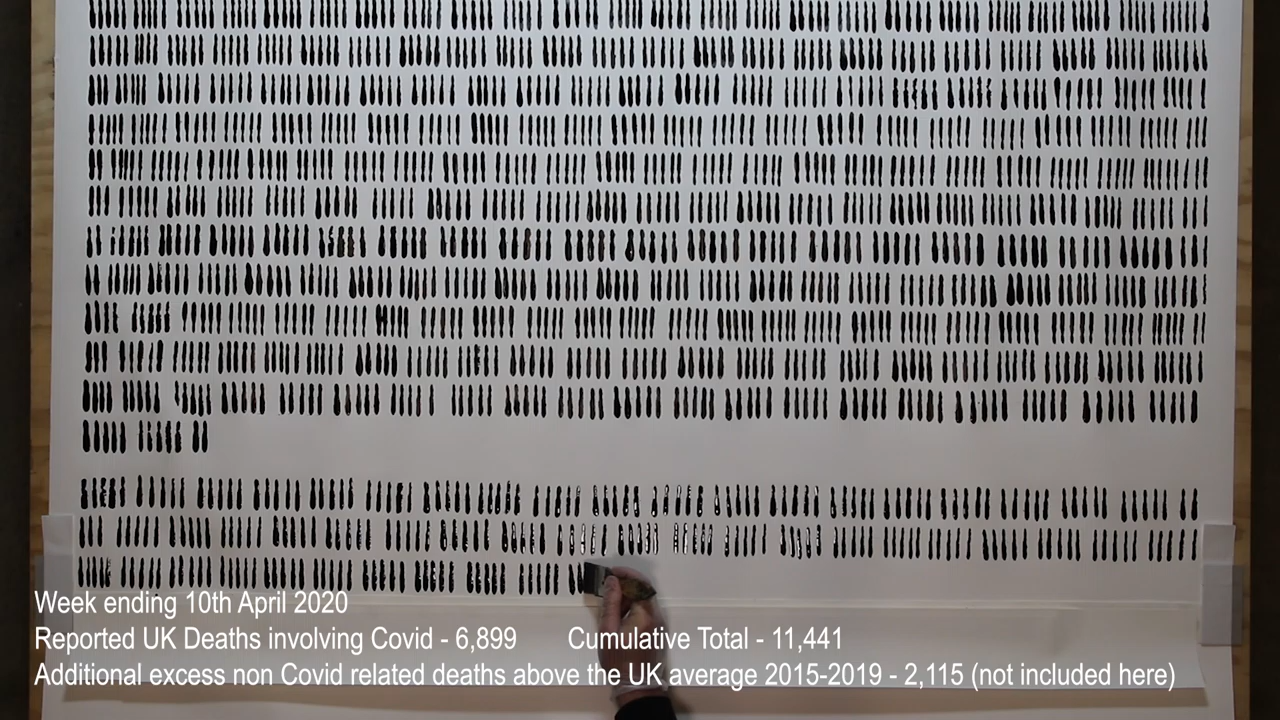 Week ending 10th April 2020
Reported UK Deaths involving Covid - 6,899 Cumulative Total - 11,441
Additional excess non Covid related deaths above the UK average 2015-2019 - 2,115 (not included here)